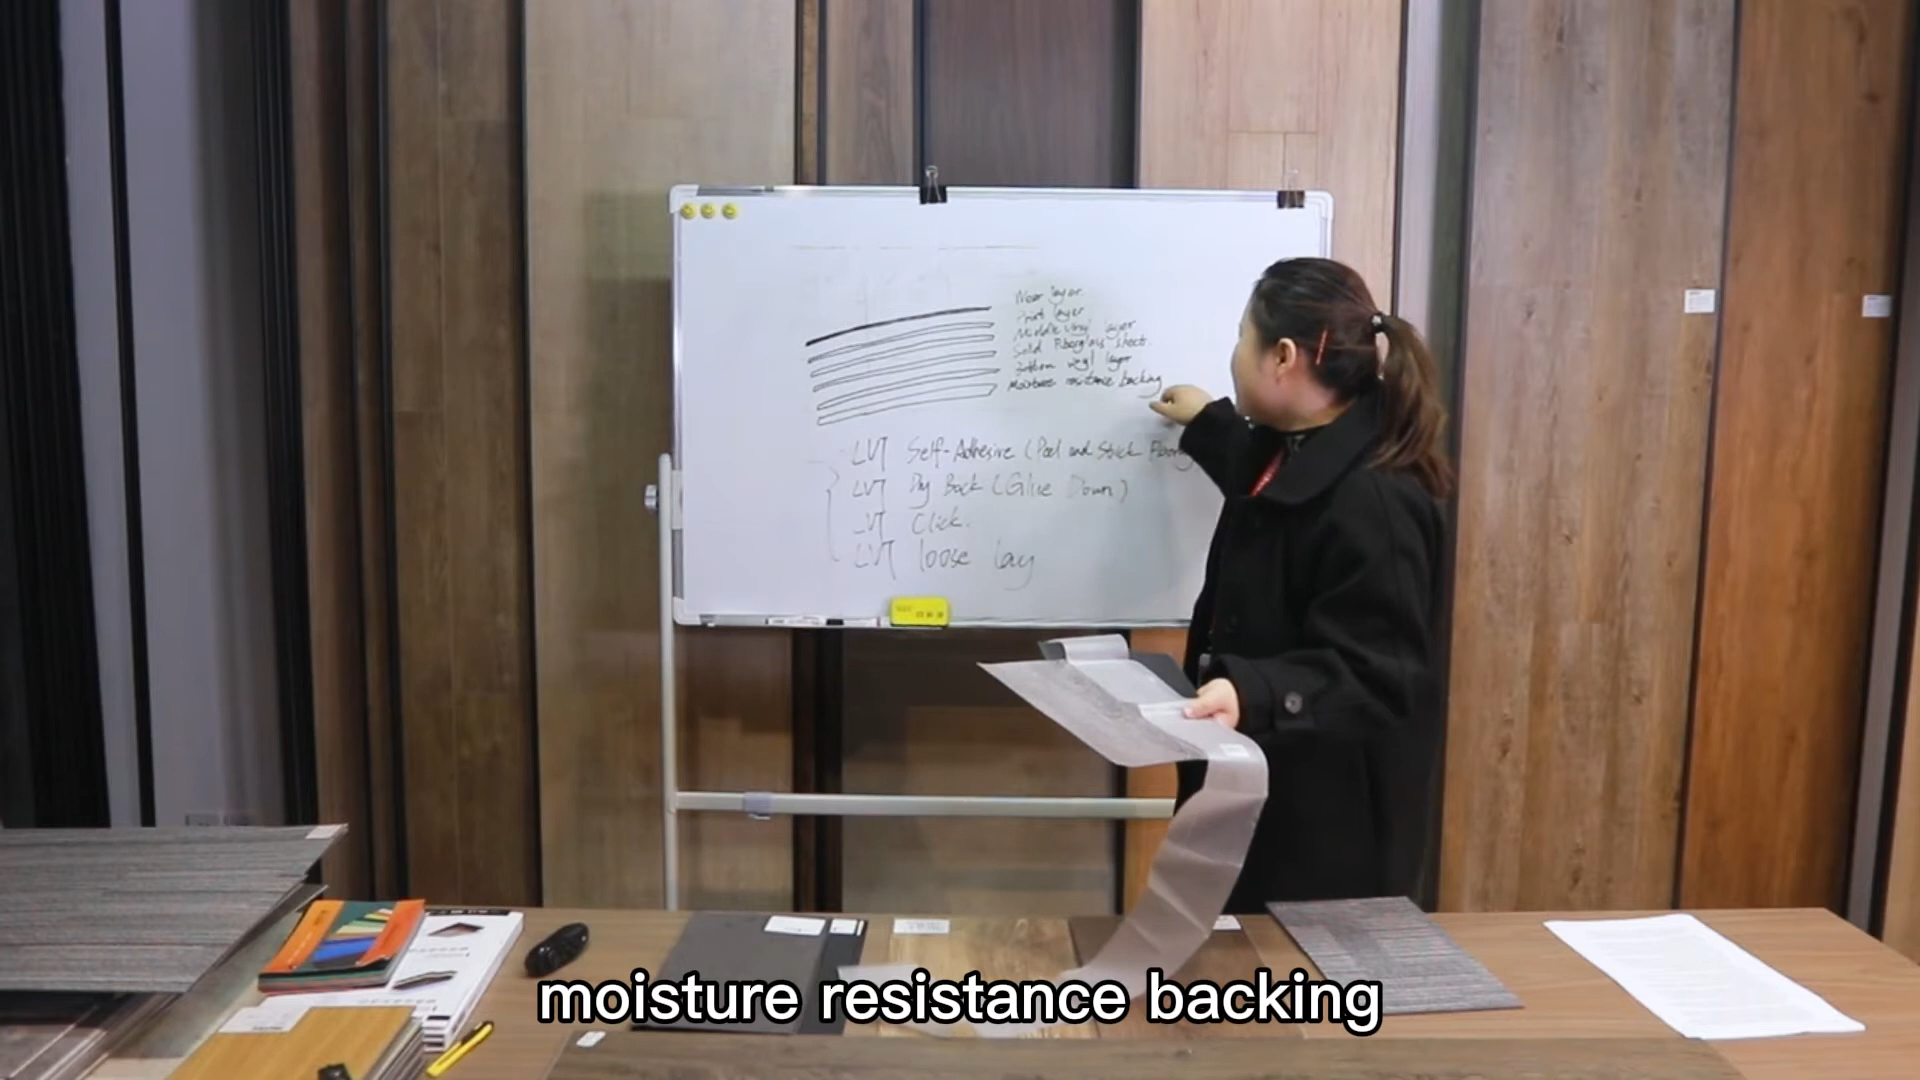 Wear layer.
Print layer
Middle vinyl layer
Solid Fiberglass sheet.
Bottom vinyl layer
Moisture resistance backing
LVT Self-Adhesive (Peel and Stick
LVT Dry Back (Glue Down)
LVT Click.
LVT loose lay
moisture resistance backing